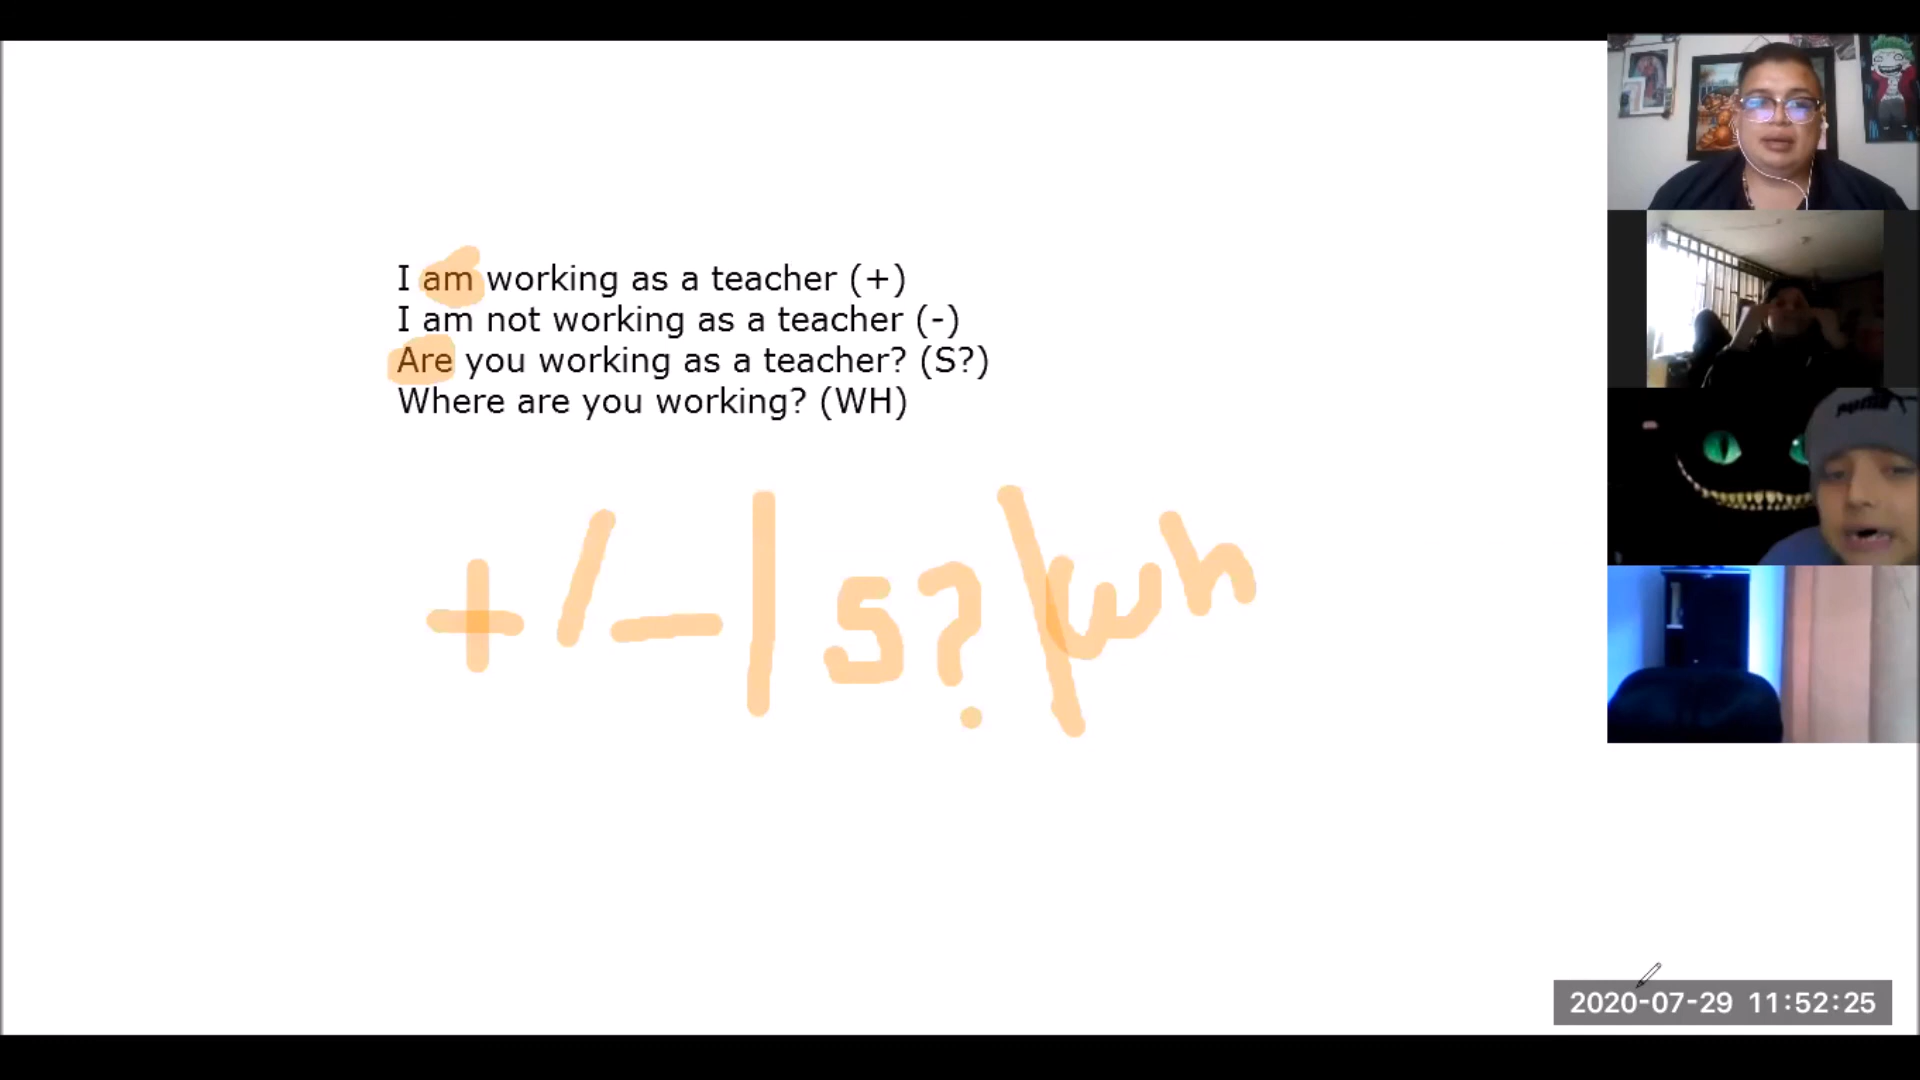 I am working as a teacher (+)
I am not working as a teacher (-)
Are you working as a teacher? (S?)
Where are you working? (WH)
+/-| S? \ wh
PUMA
2020-07-29 11:52:25